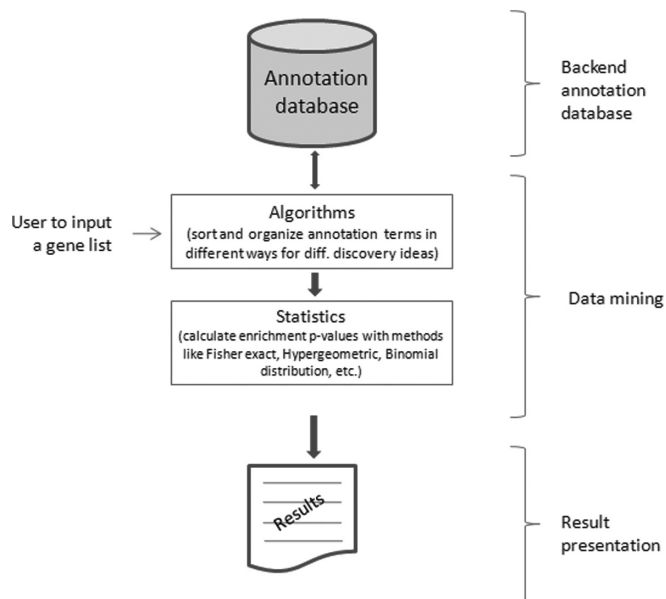 Annotation
database
Backend
annotation
database
User to input
a gene list
Algorithms
(sort and organize annotation terms in
different ways for diff. discovery ideas)
Statistics
(calculate enrichment p-values with methods
like Fisher exact, Hypergeometric, Binomial
distribution, etc.)
Data mining
Results
Result
presentation